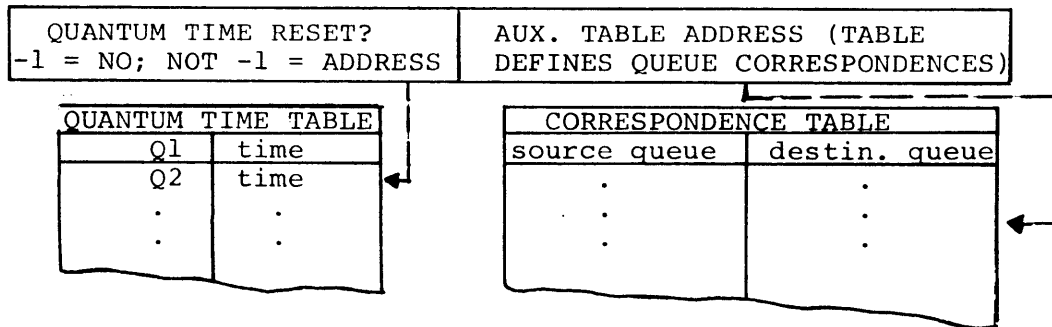 QUANTUM TIME RESET?
-1 = NO; NOT -1 = ADDRESS
AUX. TABLE ADDRESS (TABLE
DEFINES QUEUE CORRESPONDENCES)
QUANTUM TIME TABLE
Q1 time
Q2 time
. .
. .
CORRESPONDENCE TABLE
source queue destin. queue
. .
. .
. .